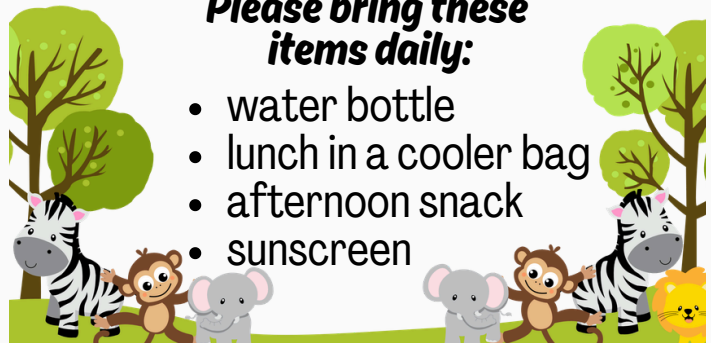 Please bring these
items daily:
• water bottle
• lunch in a cooler bag
• afternoon snack
• sunscreen